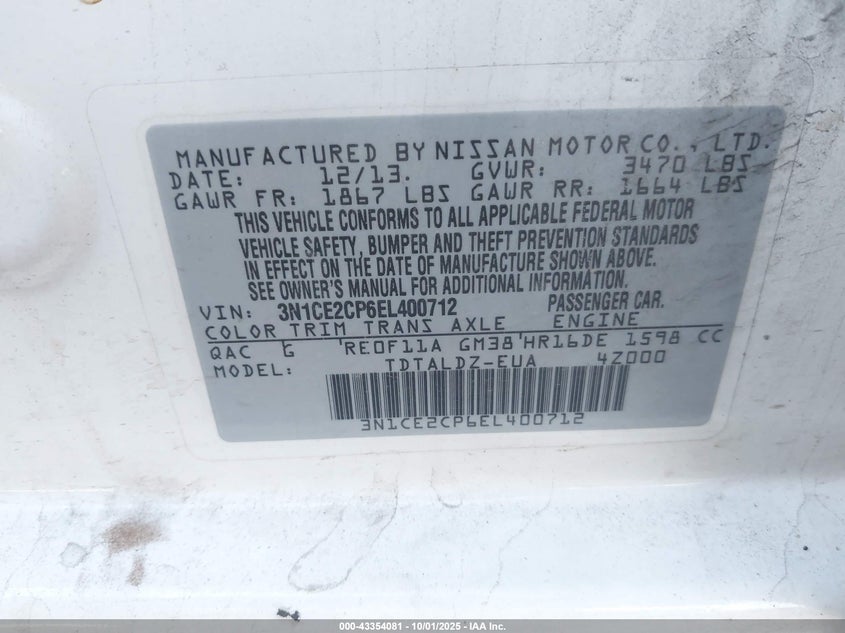 MANUFACTURED BY NISSAN MOTOR CO., LTD.
DATE: 12/13. GVWR: 3470 LBS
GAWR FR: 1867 LBS GAWR RR: 1664 LBS
THIS VEHICLE CONFORMS TO ALL APPLICABLE FEDERAL MOTOR
VEHICLE SAFETY, BUMPER AND THEFT PREVENTION STANDARDS
IN EFFECT ON THE DATE OF MANUFACTURE SHOWN ABOVE.
SEE OWNER'S MANUAL FOR ADDITIONAL INFORMATION.
VIN: 3N1CE2CP6EL400712 PASSENGER CAR.
COLOR TRIM TRANS AXLE ENGINE
QAC G RE0F11A GM38 HR16DE 1598 CC
MODEL: TDTALDZ-EUA 4Z000
3N1CE2CP6EL400712
000-43354081 - 10/01/2025 - IAA Inc.